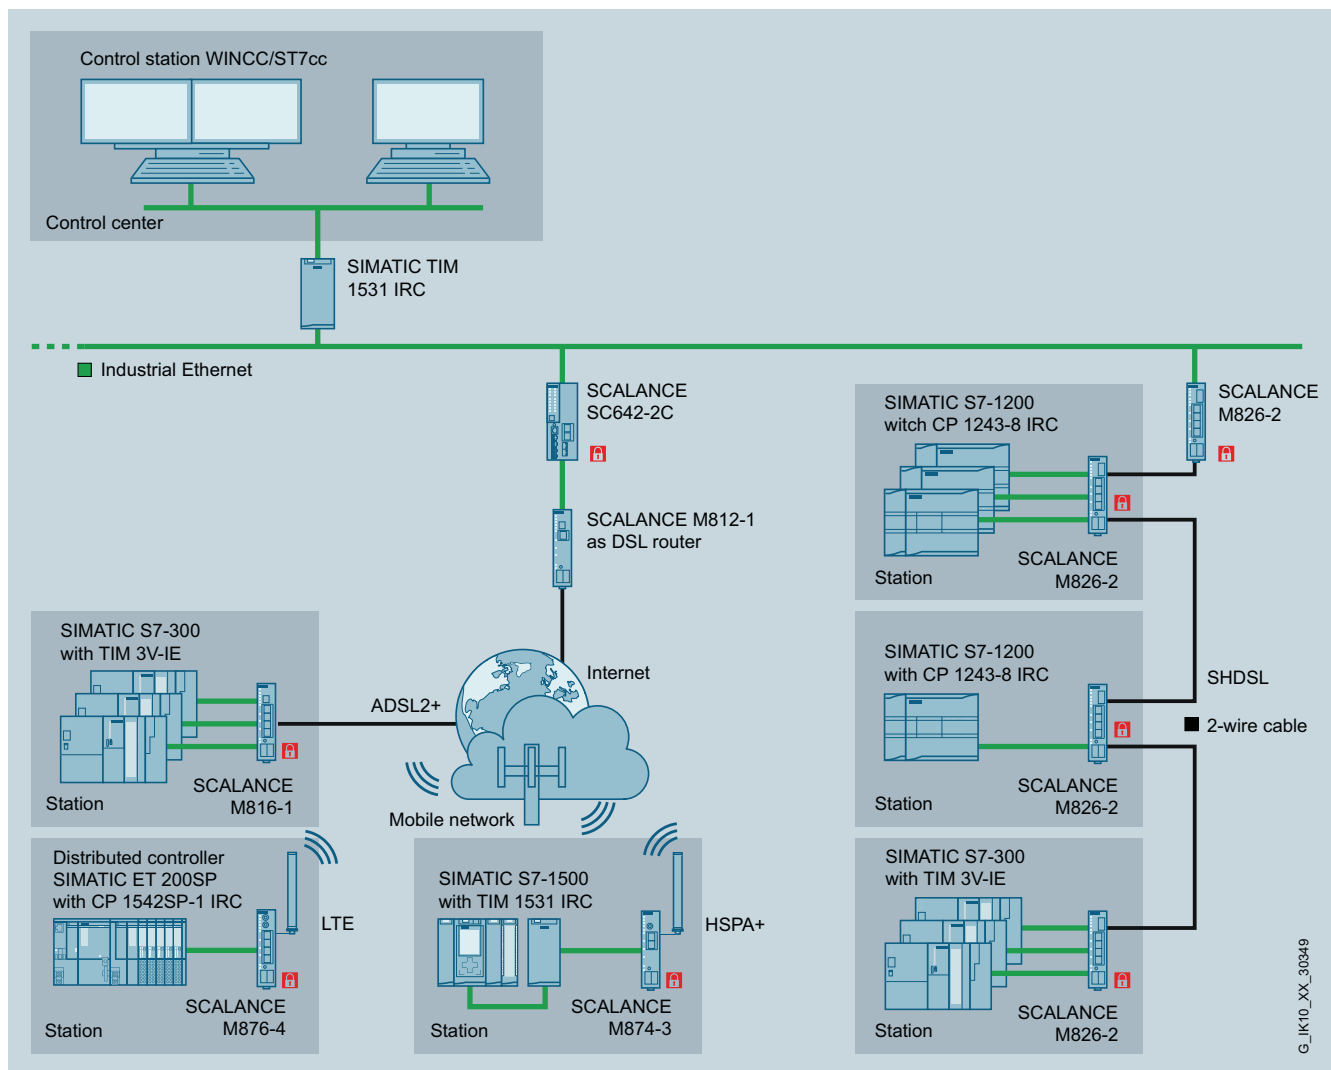 Control station WINCC/ST7cc
Control center
SIMATIC TIM
1531 IRC
Industrial Ethernet
SCALANCE
SC642-2C
SCALANCE M812-1
as DSL router
Internet
ADSL2+
Mobile network
SIMATIC S7-300
with TIM 3V-IE
Station
SCALANCE
M816-1
Distributed controller
SIMATIC ET 200SP
with CP 1542SP-1 IRC
LTE
Station
SCALANCE
M876-4
SIMATIC S7-1500
with TIM 1531 IRC
HSPA+
Station
SCALANCE
M874-3
SCALANCE
M826-2
SIMATIC S7-1200
witch CP 1243-8 IRC
Station
SCALANCE
M826-2
SIMATIC S7-1200
with CP 1243-8 IRC
Station
SCALANCE
M826-2
SHDSL
2-wire cable
SIMATIC S7-300
with TIM 3V-IE
Station
SCALANCE
M826-2
G_IK10_XX_30349